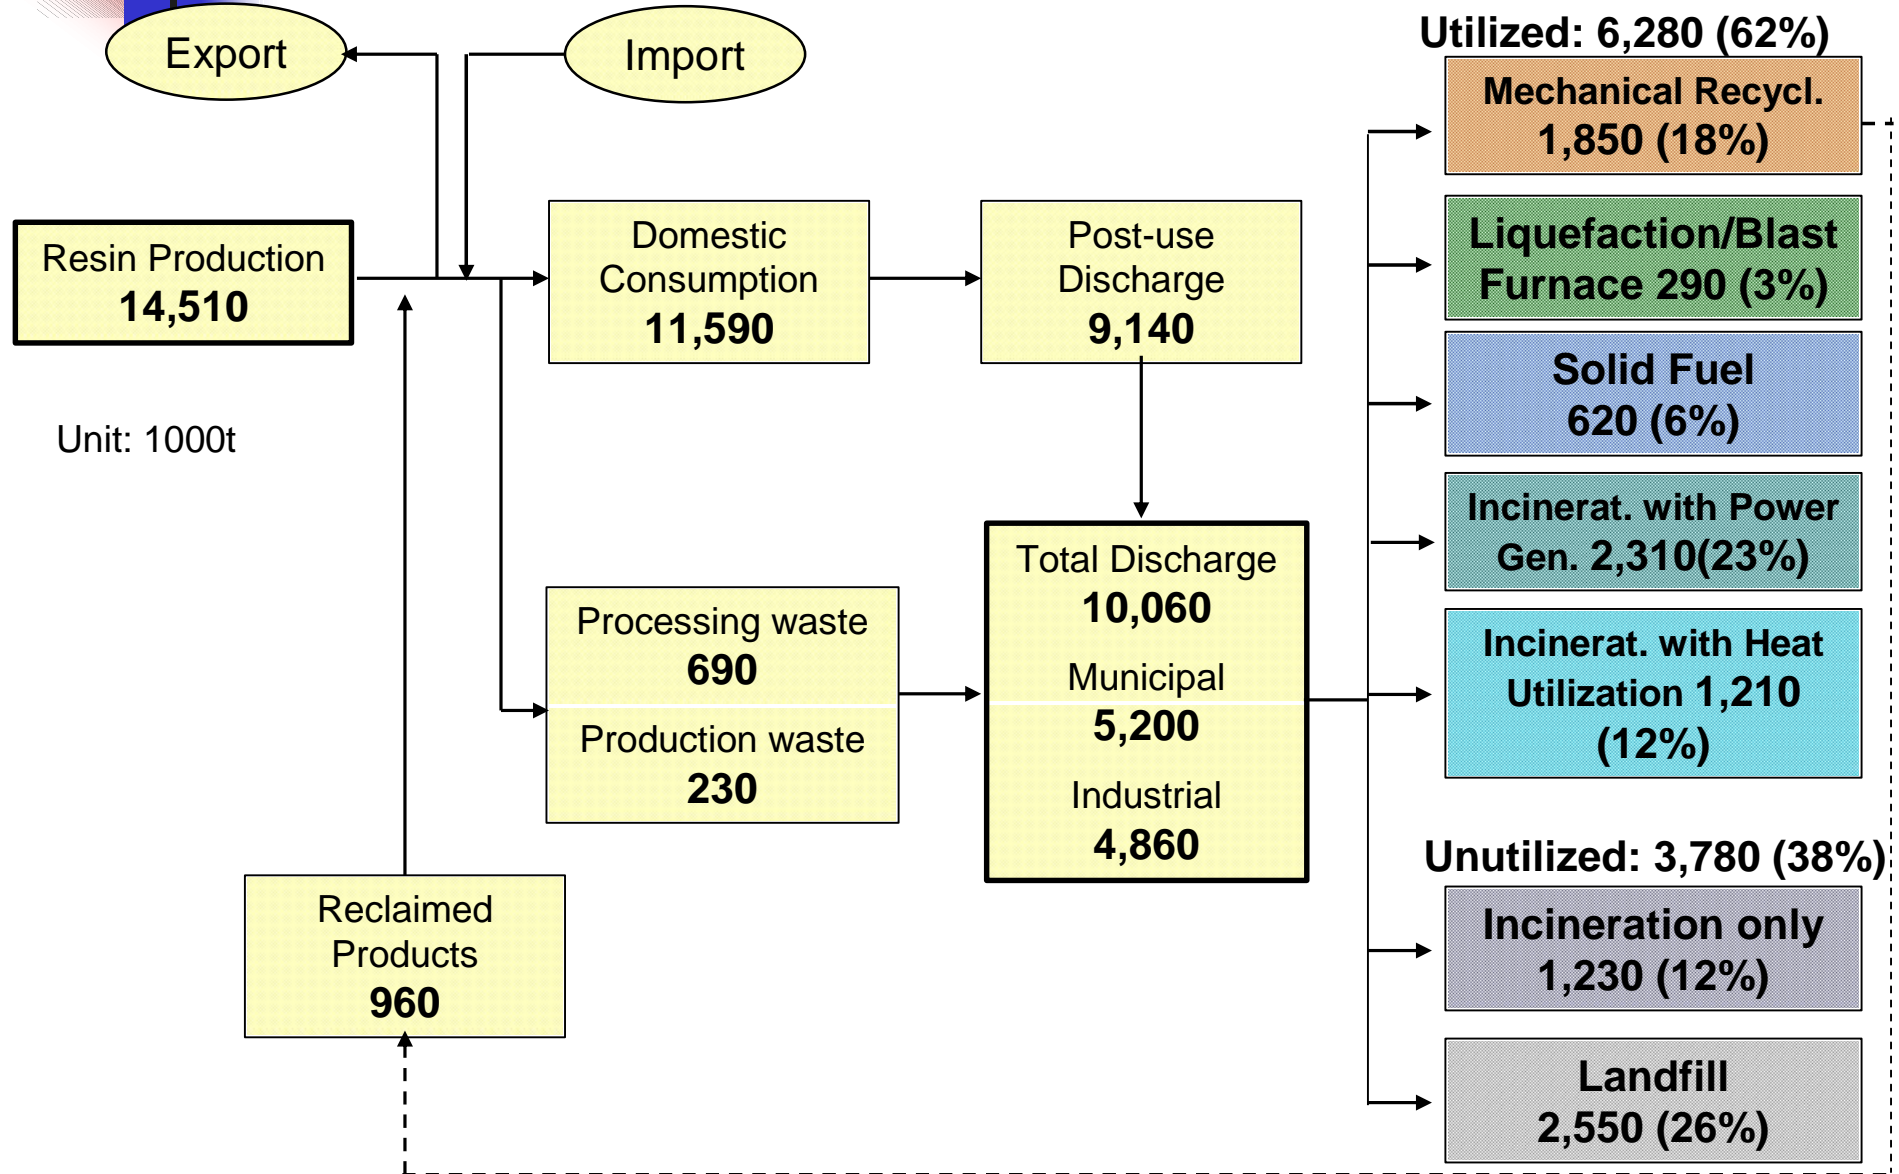 Export
Import
Resin Production
14,510
Unit: 1000t
Domestic
Consumption
11,590
Post-use
Discharge
9,140
Processing waste
690
Production waste
230
Total Discharge
10,060
Municipal
5,200
Industrial
4,860
Reclaimed
Products
960
Utilized: 6,280 (62%)
Mechanical Recycl.
1,850 (18%)
Liquefaction/Blast
Furnace 290 (3%)
Solid Fuel
620 (6%)
Incinerat. with Power
Gen. 2,310(23%)
Incinerat. with Heat
Utilization 1,210
(12%)
Unutilized: 3,780 (38%)
Incineration only
1,230 (12%)
Landfill
2,550 (26%)